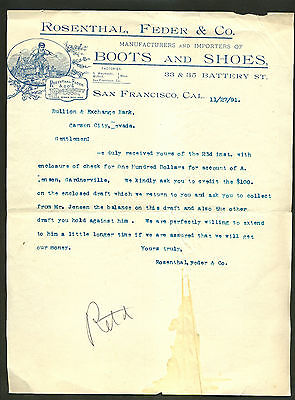 ROSENTHAL, FEDER & CO.
MANUFACTURERS AND IMPORTERS OF
BOOTS AND SHOES,
FACTORIES
33 & 35 BATTERY ST.
SAN FRANCISCO, CAL. 11/27/91.
Bullion & Exchange Bank,
Carson City, Nevada.
Gentlemen:
We duly received yours of the 23d inst. with
enclosure of check for One Hundred Dollars for account of A.
Jensen, Gardnerville. We kindly ask you to credit the $100.
on the enclosed draft which we return to you and ask you to collect
from Mr. Jensen the balance on this draft and also the other
draft you hold against him. We are perfectly willing to extend
to him a little longer time if we are assured that we will get
our money. Yours truly,
Rosenthal, Feder & Co.